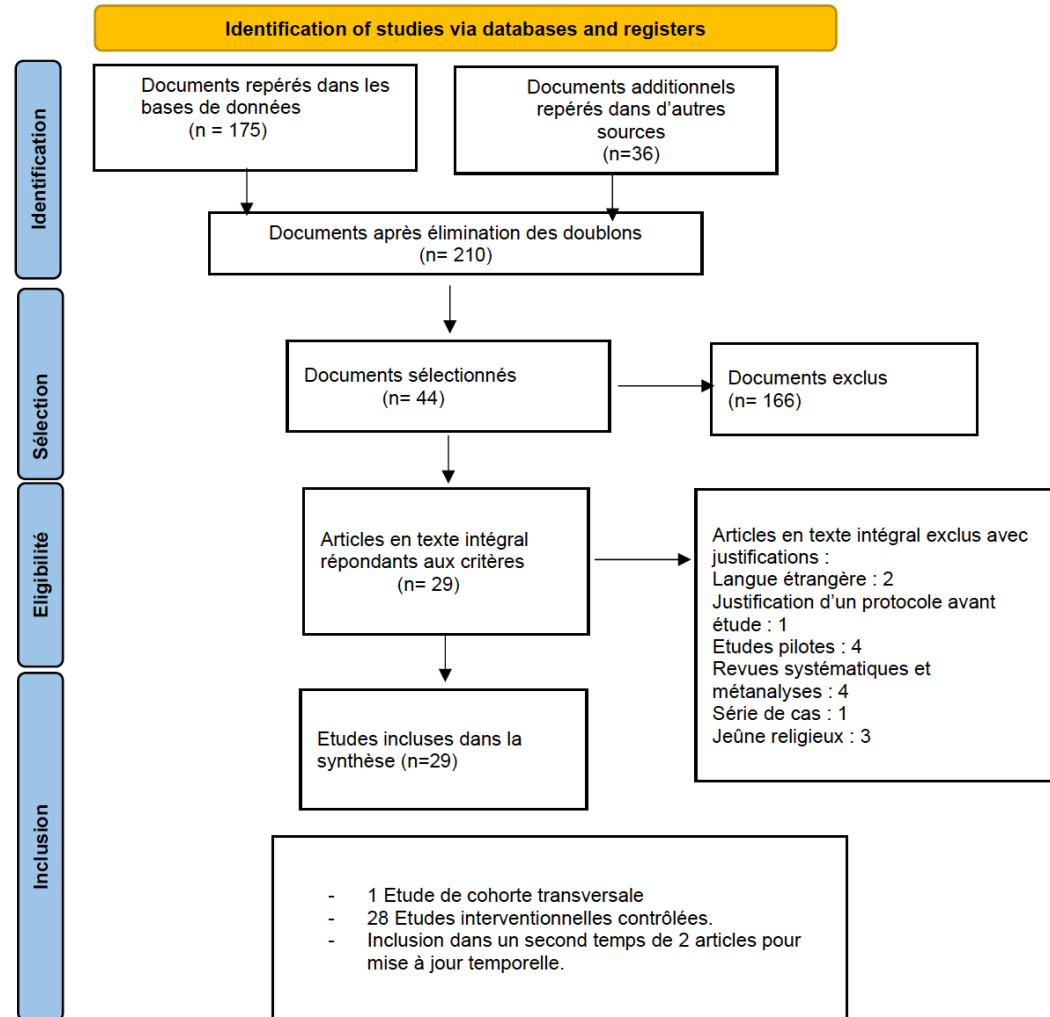 Identification of studies via databases and registers
Identification
Documents repérés dans les
bases de données
(n = 175)
Documents additionnels
repérés dans d'autres
sources
(n=36)
Documents après élimination des doublons
(n= 210)
Sélection
Documents sélectionnés
(n= 44)
Documents exclus
(n= 166)
Eligibilité
Articles en texte intégral
répondants aux critères
(n= 29)
Articles en texte intégral exclus avec
justifications :
Langue étrangère : 2
Justification d'un protocole avant
étude : 1
Etudes pilotes : 4
Revues systématiques et
métanalyses : 4
Série de cas : 1
Jeûne religieux : 3
Inclusion
Etudes incluses dans la
synthèse (n=29)
- 1 Etude de cohorte transversale
- 28 Etudes interventionnelles contrôlées.
- Inclusion dans un second temps de 2 articles pour
mise à jour temporelle.